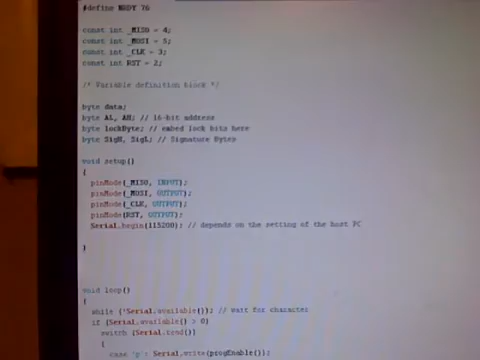 #define NRDY 76
const int _MISO = 4;
const int _MOSI = 5;
const int _CLK = 3;
const int RST = 2;
/* Variable definition block */
byte data;
byte AL, AH; // 16-bit address
byte lockByte; // embed lock bits here
byte SigH, SigL; // Signature Bytes
void setup()
{
pinMode(_MISO, INPUT);
pinMode(_MOSI, OUTPUT);
pinMode(_CLK, OUTPUT);
pinMode(RST, OUTPUT);
Serial.begin(115200); // depends on the setting of the host PC
}
void loop()
{
while (!Serial.available()); // wait for character
if (Serial.available() > 0)
switch (Serial.read())
{
case 'p': Serial.write(progEnable());